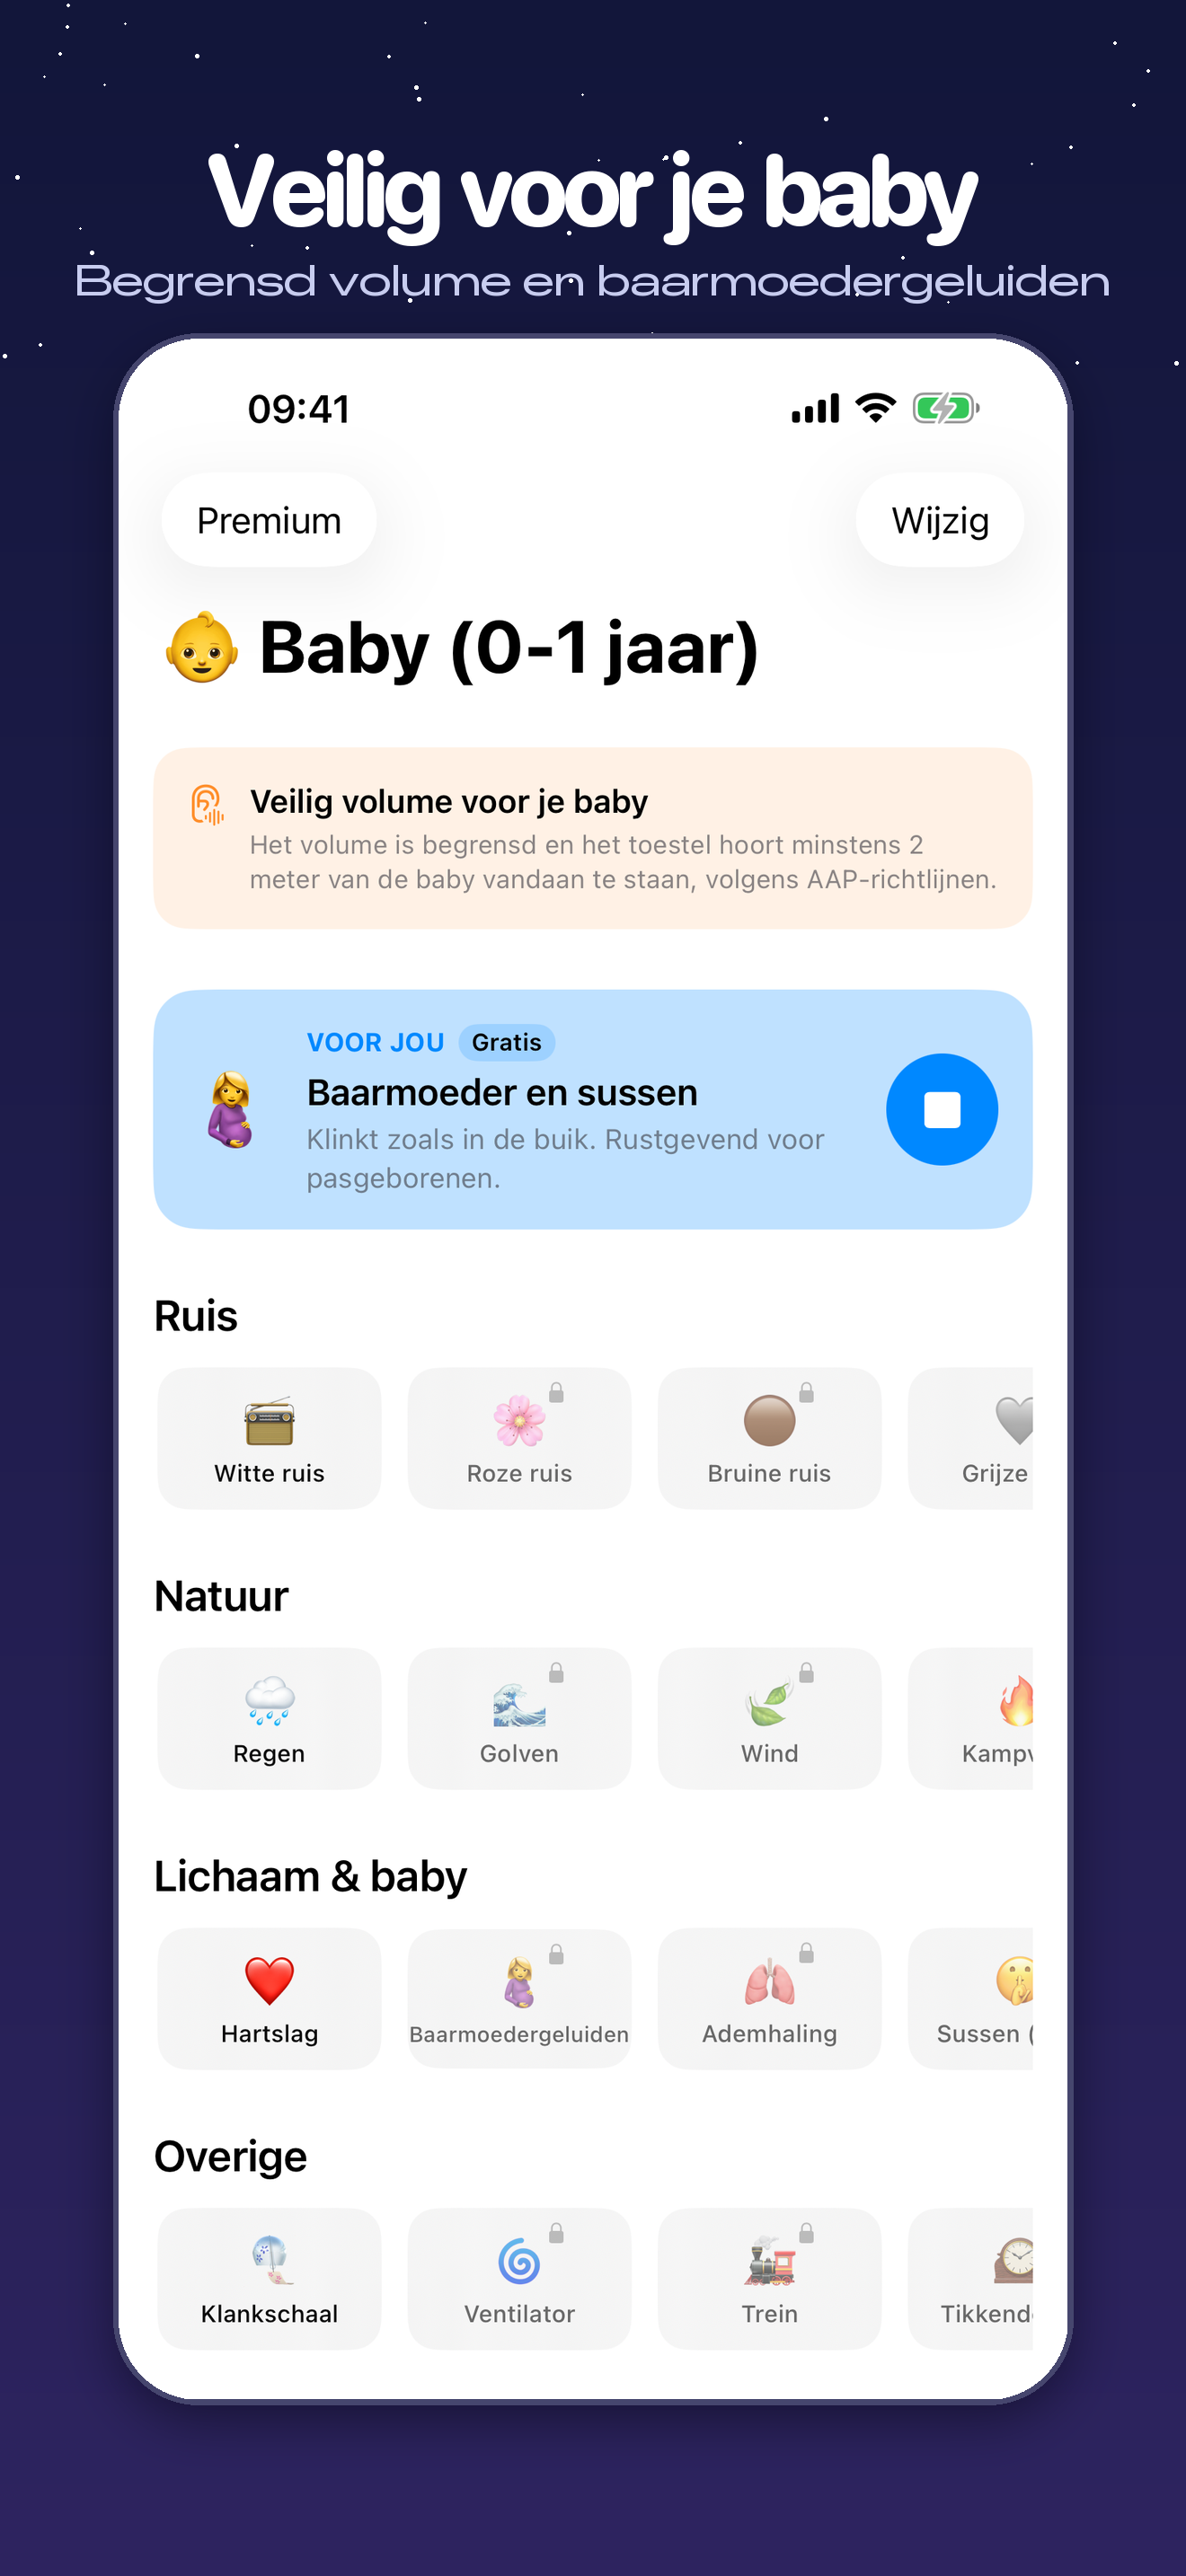 Veilig voor je baby
Begrensd volume en baarmoedergeluiden
09:41
Premium
Wijzig
Baby (0-1 jaar)
Veilig volume voor je baby
Het volume is begrensd en het toestel hoort minstens 2
meter van de baby vandaan te staan, volgens AAP-richtlijnen.
VOOR JOU Gratis
Baarmoeder en sussen
Klinkt zoals in de buik. Rustgevend voor
pasgeborenen.
Ruis
Witte ruis
Roze ruis
Bruine ruis
Grijze
Natuur
Regen
Golven
Wind
Kampv
Lichaam & baby
Hartslag
Baarmoedergeluiden
Ademhaling
Sussen (
Overige
Klankschaal
Ventilator
Trein
Tikkend